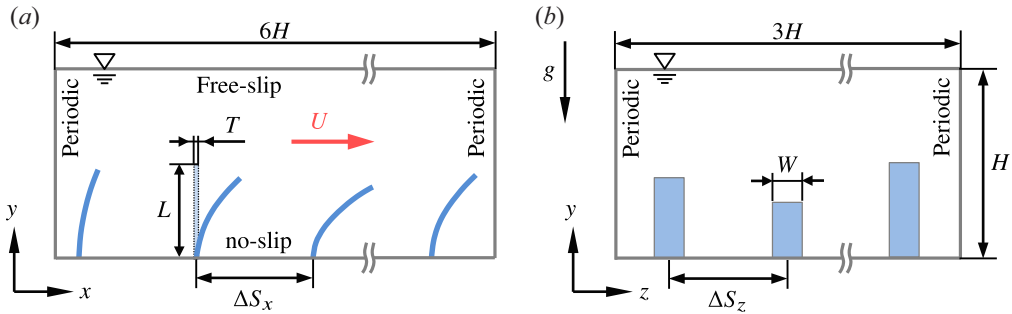 (a)
6H
Periodic
Free-slip
Periodic
T
U
L
no-slip
y
x
ΔS_x
(b)
3H
g
Periodic
Periodic
W
H
y
z
ΔS_z